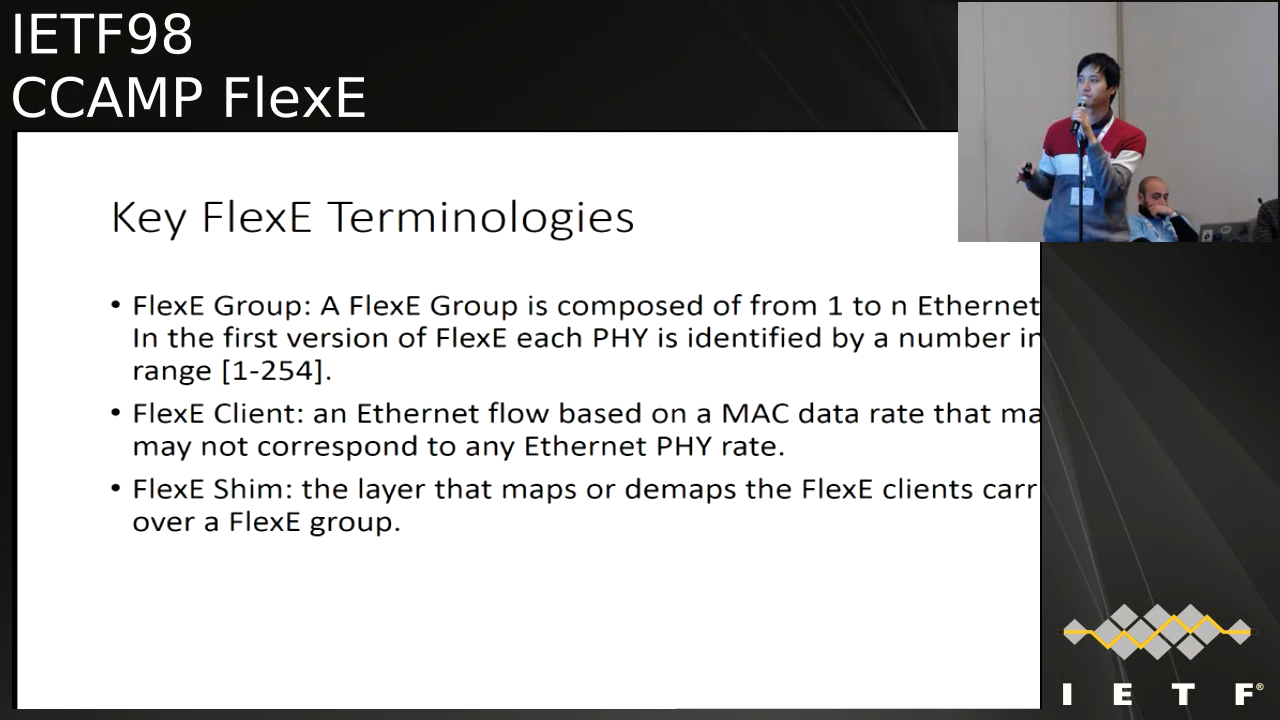 IETF98
CCAMP FlexE
Key FlexE Terminologies
• FlexE Group: A FlexE Group is composed of from 1 to n Ethernet
In the first version of FlexE each PHY is identified by a number in
range [1-254].
• FlexE Client: an Ethernet flow based on a MAC data rate that ma
may not correspond to any Ethernet PHY rate.
• FlexE Shim: the layer that maps or demaps the FlexE clients carr
over a FlexE group.
I E T F®